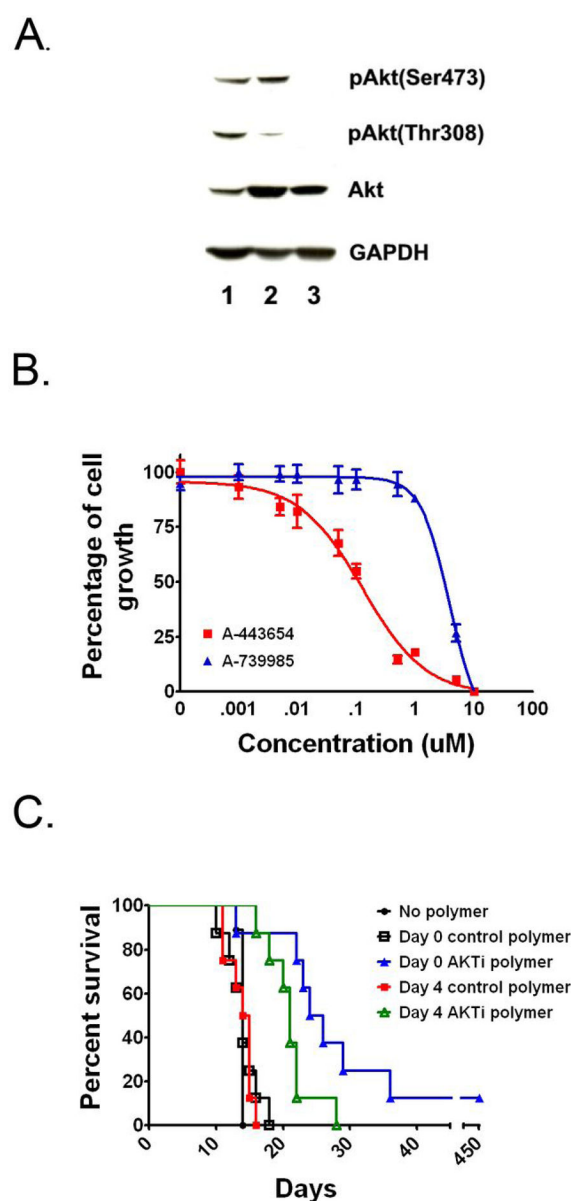 A.
pAkt(Ser473)
pAkt(Thr308)
Akt
GAPDH
1 2 3
B.
Percentage of cell
growth
100
75
50
25
0
A-443654
A-739985
0 .001 .01 .1 1 10 100
Concentration (uM)
C.
Percent survival
100
80
60
40
20
0
No polymer
Day 0 control polymer
Day 0 AKTi polymer
Day 4 control polymer
Day 4 AKTi polymer
0 10 20 30 40 450
Days